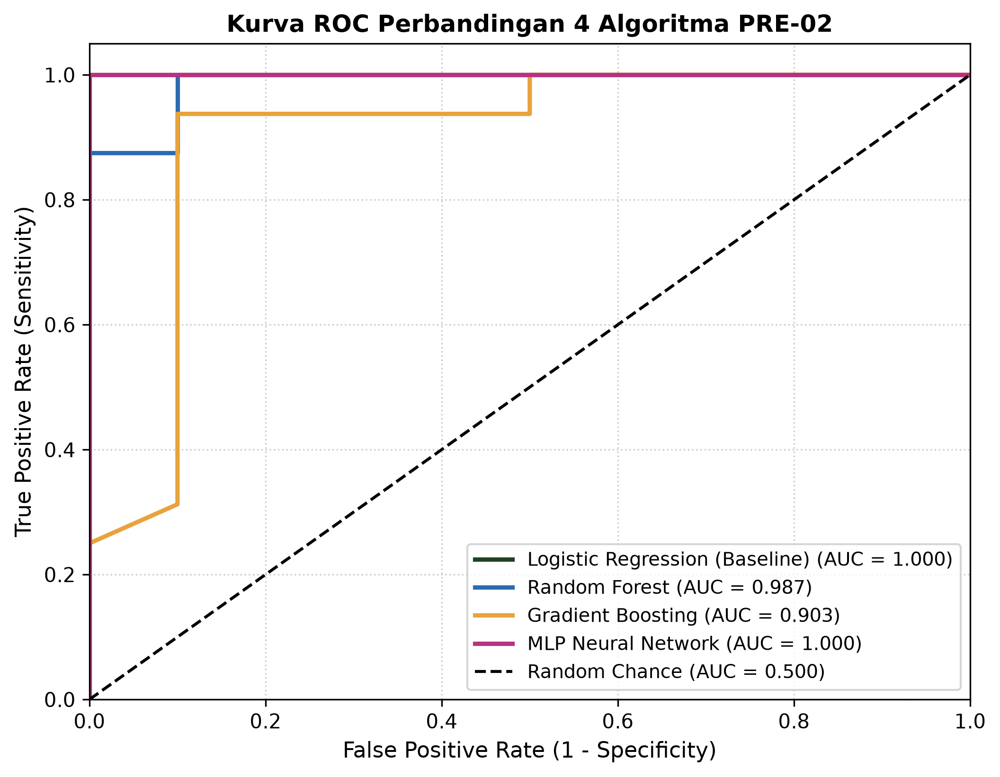 Kurva ROC Perbandingan 4 Algoritma PRE-02
True Positive Rate (Sensitivity)
1.0
0.8
0.6
0.4
0.2
0.0
Logistic Regression (Baseline) (AUC = 1.000)
Random Forest (AUC = 0.987)
Gradient Boosting (AUC = 0.903)
MLP Neural Network (AUC = 1.000)
Random Chance (AUC = 0.500)
0.0 0.2 0.4 0.6 0.8 1.0
False Positive Rate (1 - Specificity)